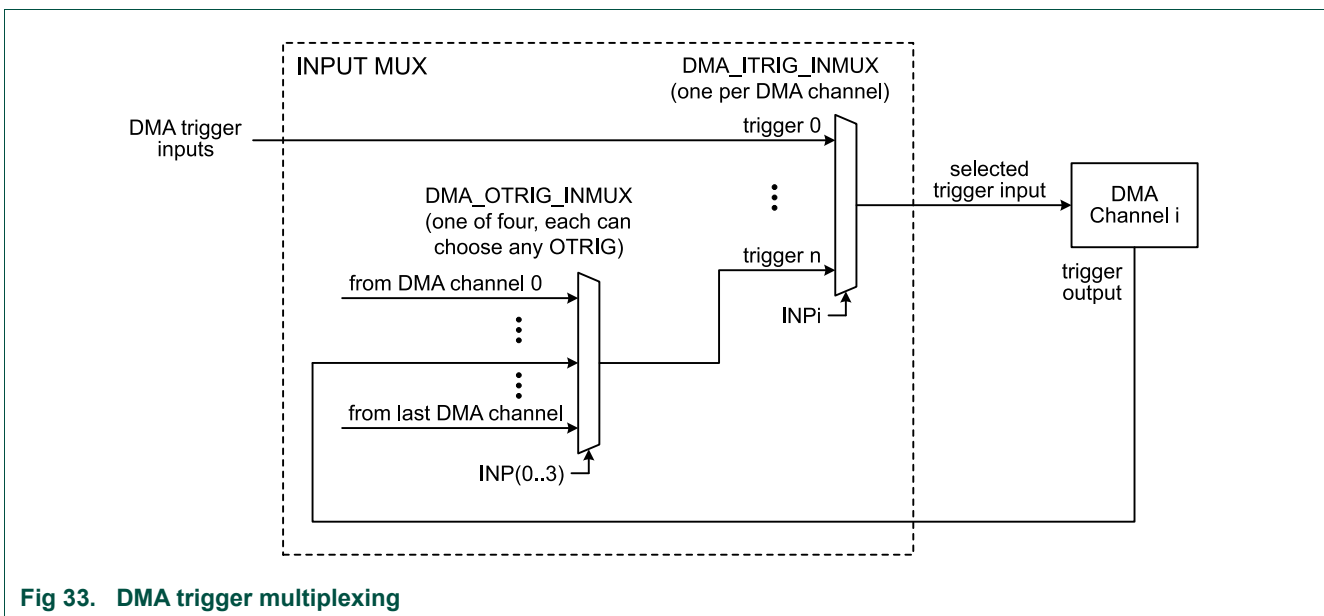 INPUT MUX
DMA_ITRIG_INMUX
(one per DMA channel)
DMA trigger
inputs
trigger 0
selected
trigger input
DMA
Channel i
DMA_OTRIG_INMUX
(one of four, each can
choose any OTRIG)
trigger n
trigger
output
from DMA channel 0
INPi
from last DMA channel
INP(0..3)
Fig 33. DMA trigger multiplexing